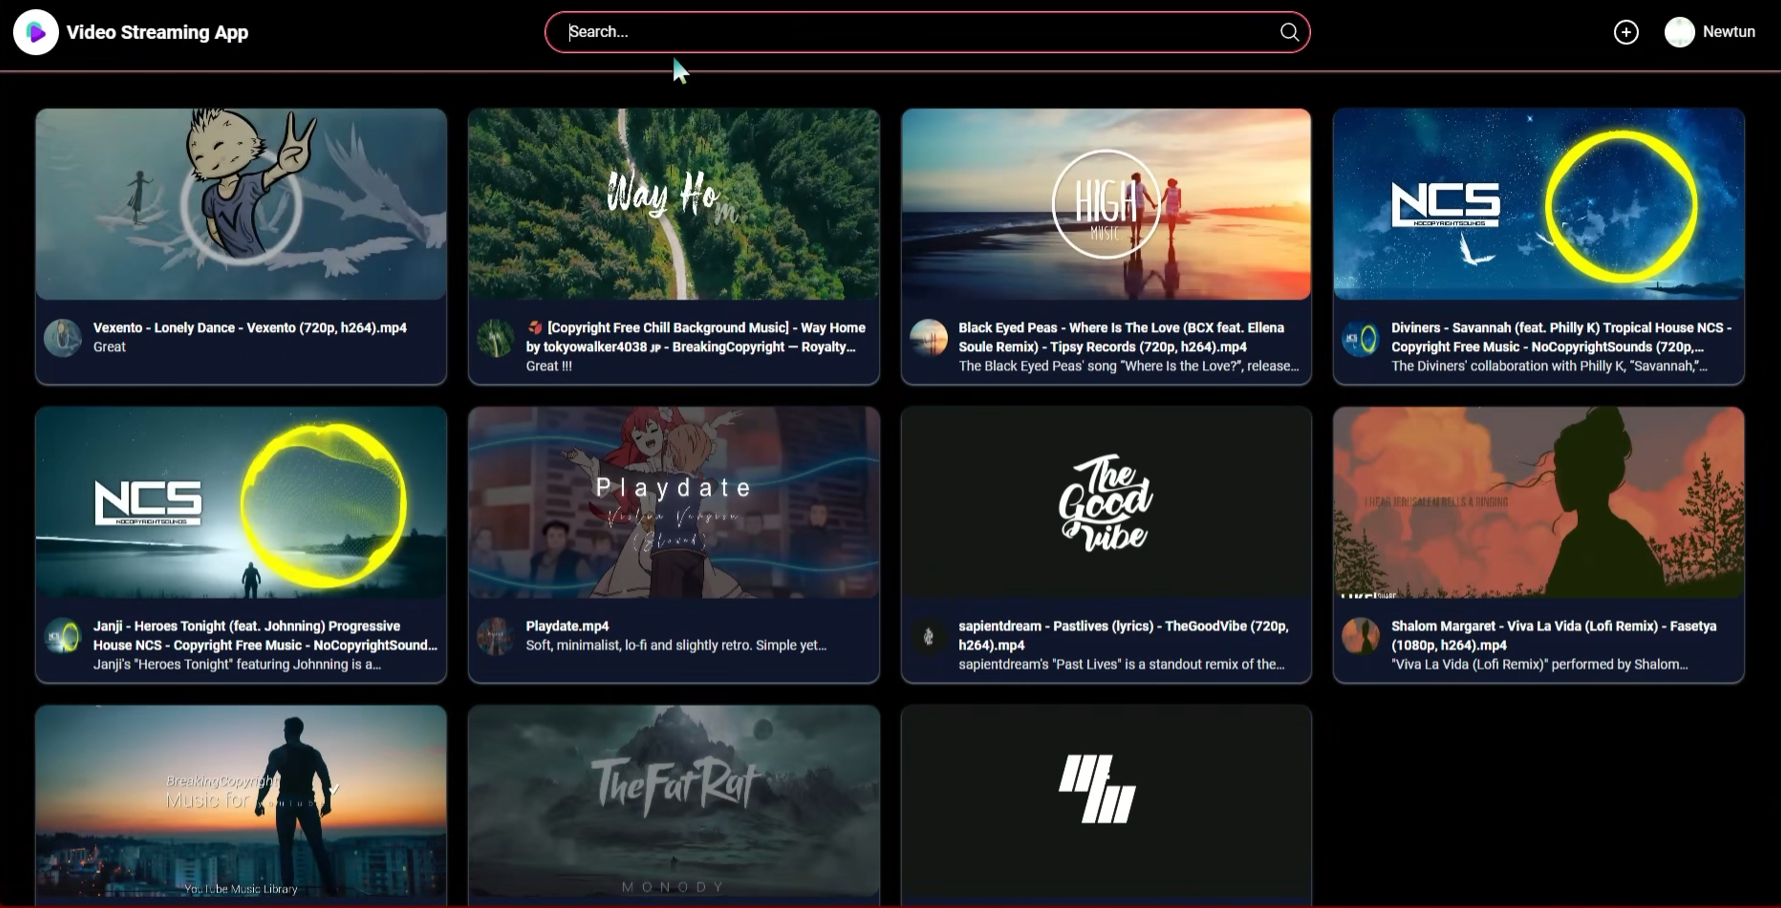 Video Streaming App
Search...
Newtun
Way Hom
HIGH
MUSIC
NCS
NOCOPYRIGHTSOUNDS
Vexento - Lonely Dance - Vexento (720p, h264).mp4
Great
[Copyright Free Chill Background Music] - Way Home
by tokyowalker4038 JP - BreakingCopyright — Royalty...
Great !!!
Black Eyed Peas - Where Is The Love (BCX feat. Ellena
Soule Remix) - Tipsy Records (720p, h264).mp4
The Black Eyed Peas' song "Where Is the Love?", release...
Diviners - Savannah (feat. Philly K) Tropical House NCS -
Copyright Free Music - NoCopyrightSounds (720p,...
The Diviners' collaboration with Philly K, "Savannah,"...
NCS
NOCOPYRIGHTSOUNDS
Playdate
Violin Version
(Slowed)
The
Good
Vibe
I HEAR JERUSALEM BELLS A RINGING
Janji - Heroes Tonight (feat. Johnning) Progressive
House NCS - Copyright Free Music - NoCopyrightSound...
Janji's "Heroes Tonight" featuring Johnning is a...
Playdate.mp4
Soft, minimalist, lo-fi and slightly retro. Simple yet...
sapientdream - Pastlives (lyrics) - TheGoodVibe (720p,
h264).mp4
sapientdream's "Past Lives" is a standout remix of the...
Shalom Margaret - Viva La Vida (Lofi Remix) - Fasetya
(1080p, h264).mp4
"Viva La Vida (Lofi Remix)" performed by Shalom...
BreakingCopyright
Music for youtube
YouTube Music Library
TheFatRat
MONODY